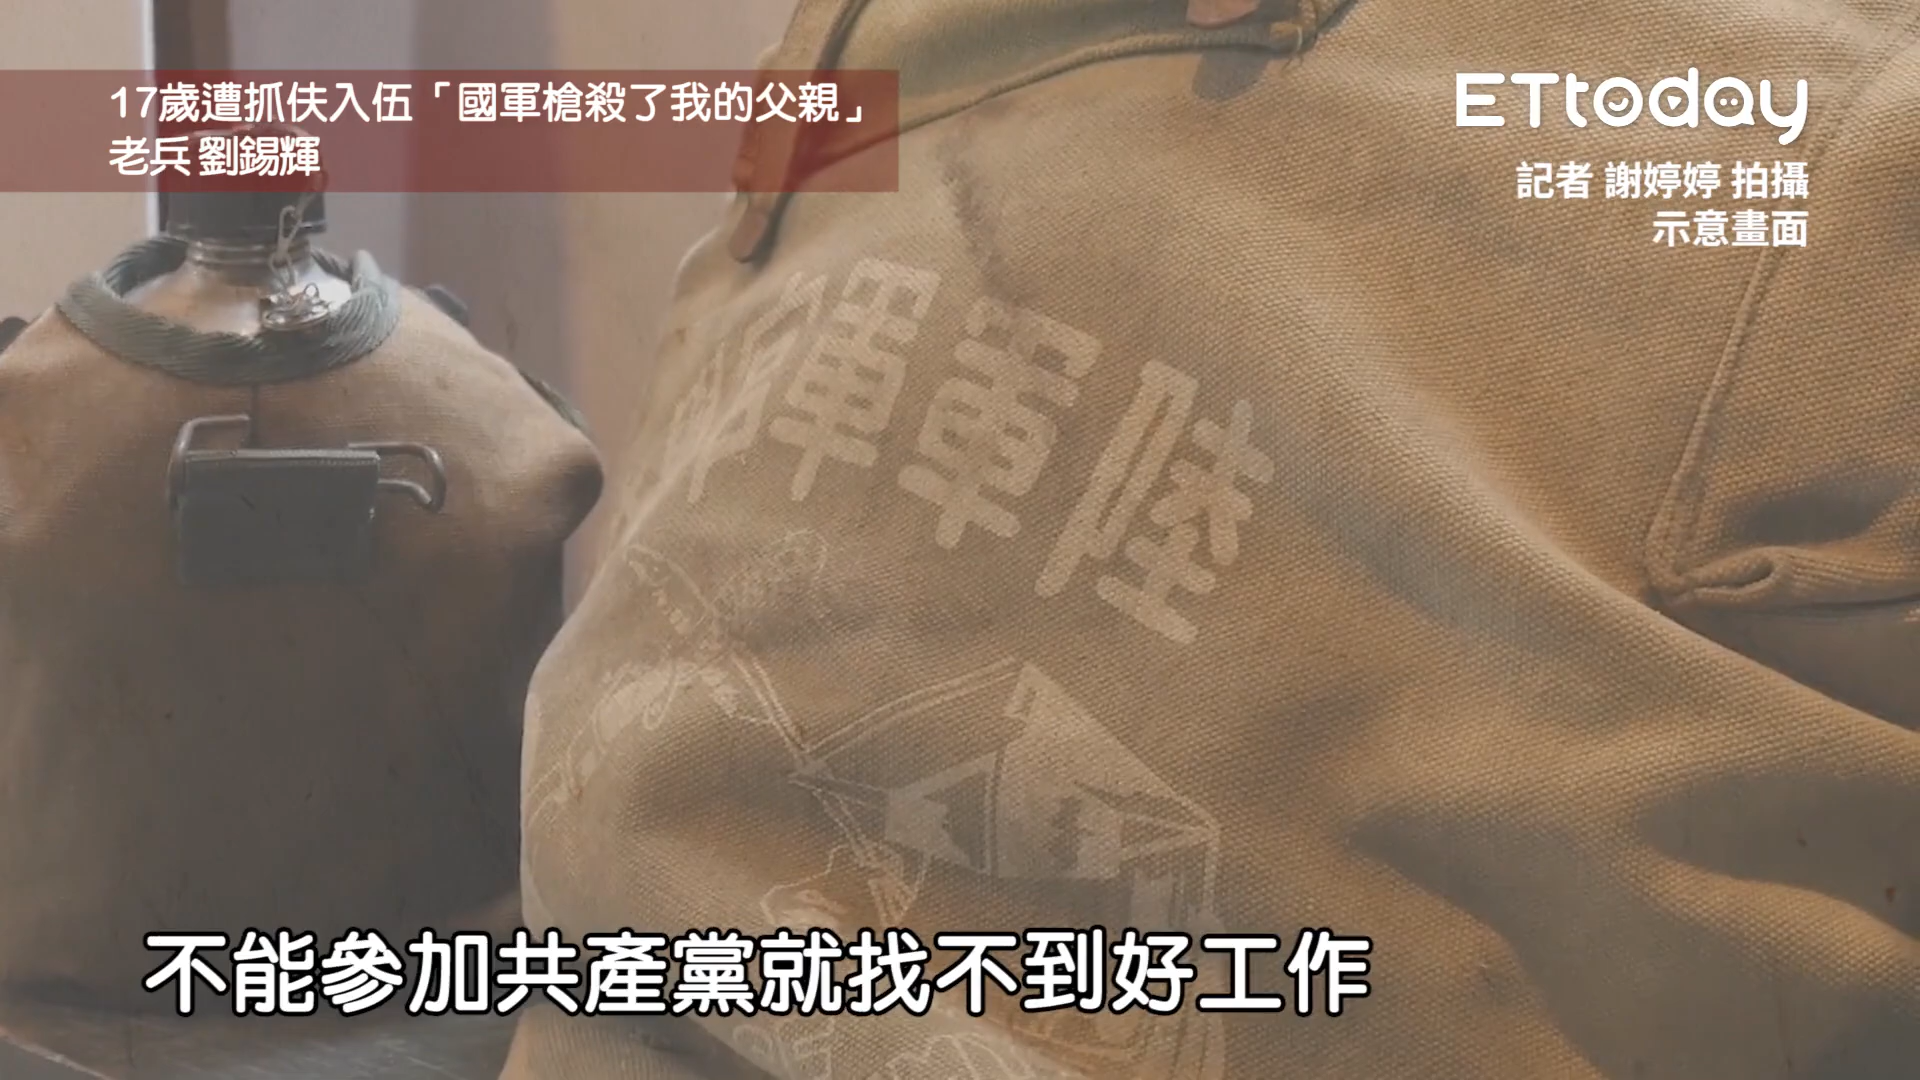 17歲遭抓伕入伍「國軍槍殺了我的父親」
老兵 劉錫輝
ETtoday
記者 謝婷婷 拍攝
示意畫面
輝軍陸
不能參加共產黨就找不到好工作